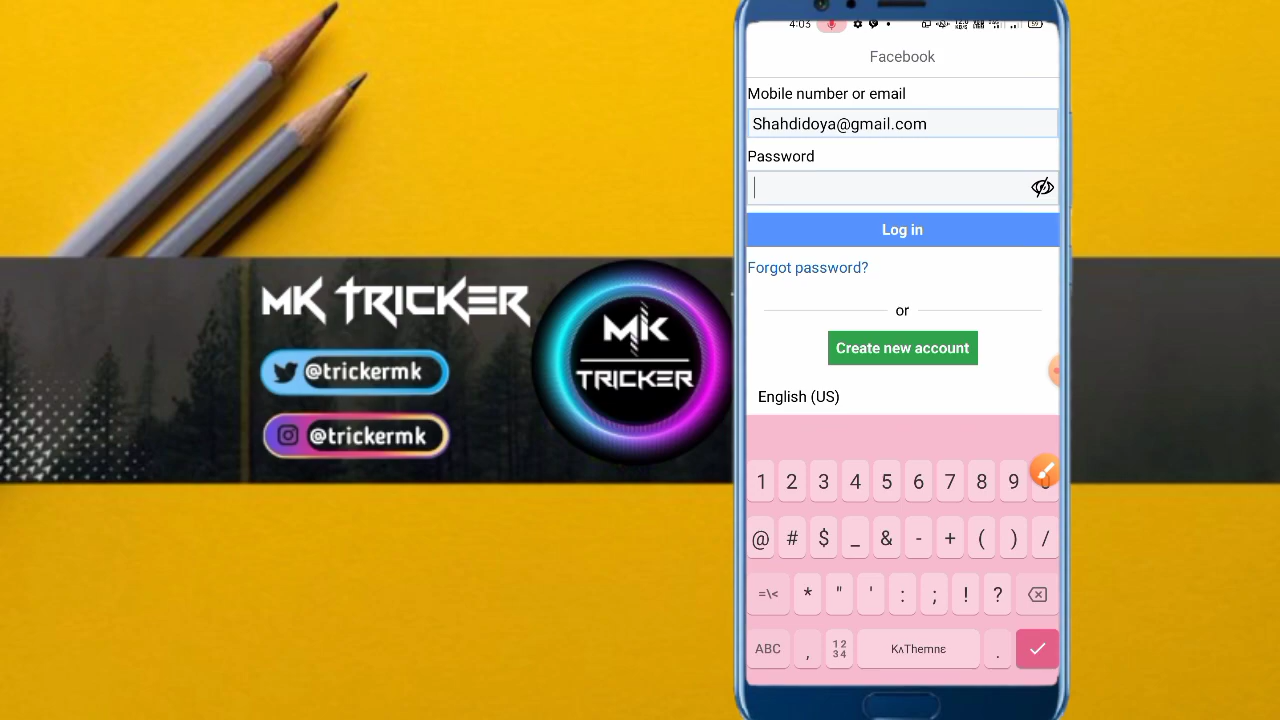 MK TRICKER
@trickermk
@trickermk
MK
TRICKER
4:03
Facebook
Mobile number or email
Shahdidoya@gmail.com
Password
Log in
Forgot password?
or
Create new account
English (US)
1 2 3 4 5 6 7 8 9
@ # $ _ & - + ( ) /
=\< * " ' : ; ! ?
ABC , 12 34 KʌThemnε .